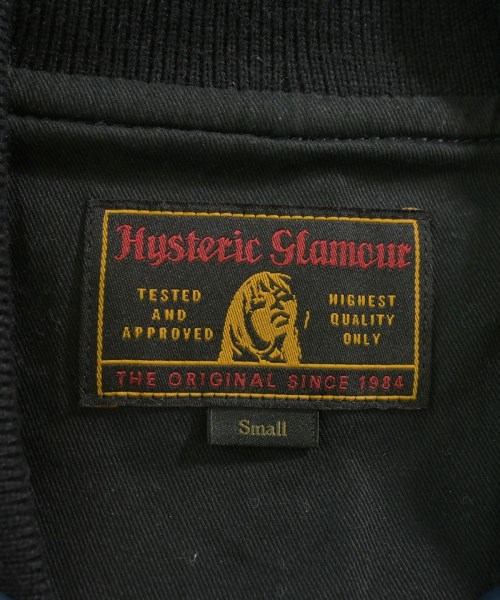 Hysteric Glamour
TESTED
AND
APPROVED
HIGHEST
QUALITY
ONLY
THE ORIGINAL SINCE 1984
Small